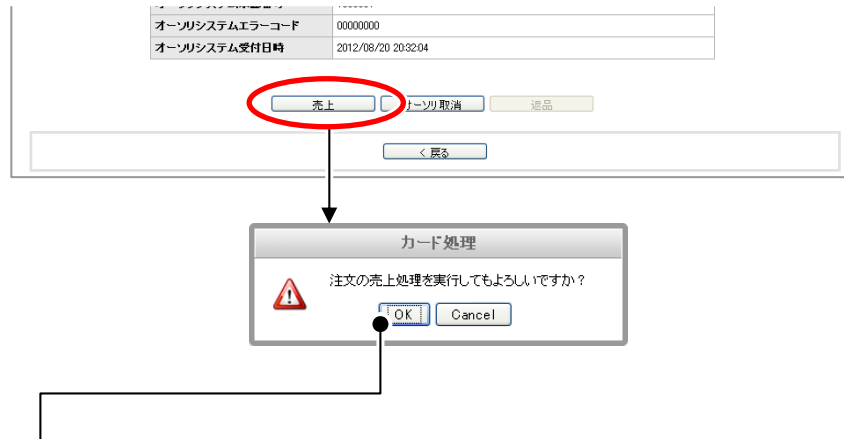 オーソリシステムエラーコード 00000000
オーソリシステム受付日時 2012/08/20 20:32:04
売上 オーソリ取消 返品
< 戻る
カード処理
注文の売上処理を実行してもよろしいですか？
OK Cancel